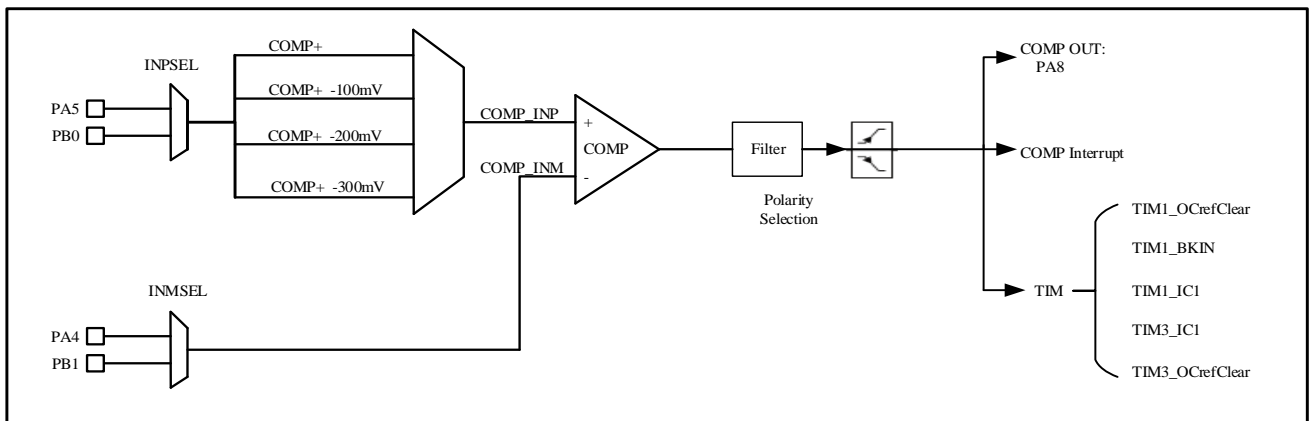 INPSEL
PA5
PB0
COMP+
COMP+ -100mV
COMP+ -200mV
COMP+ -300mV
COMP_INP
COMP_INM
+
COMP
-
Filter
Polarity
Selection
COMP OUT:
PA8
COMP Interrupt
TIM
TIM1_OCrefClear
TIM1_BKIN
TIM1_IC1
TIM3_IC1
TIM3_OCrefClear
INMSEL
PA4
PB1